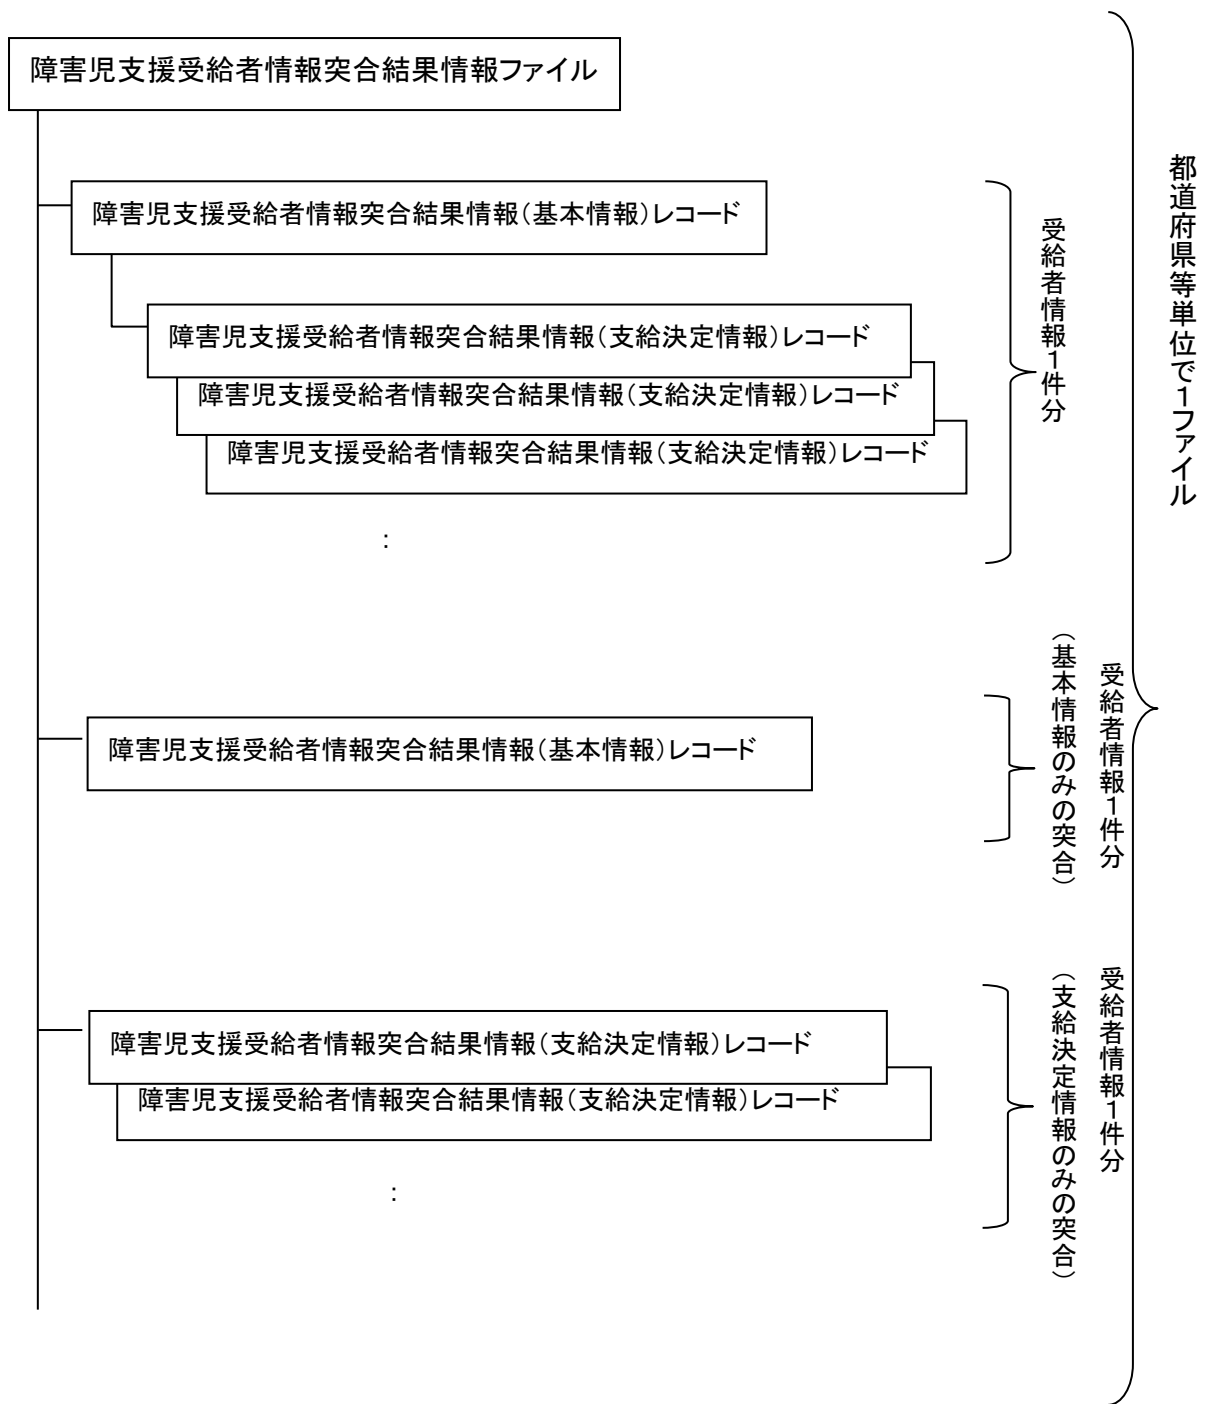 障害児支援受給者情報突合結果情報ファイル
障害児支援受給者情報突合結果情報（基本情報）レコード
障害児支援受給者情報突合結果情報（支給決定情報）レコード
障害児支援受給者情報突合結果情報（支給決定情報）レコード
障害児支援受給者情報突合結果情報（支給決定情報）レコード
：
受給者情報１件分
都道府県等単位で１ファイル
障害児支援受給者情報突合結果情報（基本情報）レコード
受給者情報１件分
（基本情報のみの突合）
障害児支援受給者情報突合結果情報（支給決定情報）レコード
障害児支援受給者情報突合結果情報（支給決定情報）レコード
：
受給者情報１件分
（支給決定情報のみの突合）